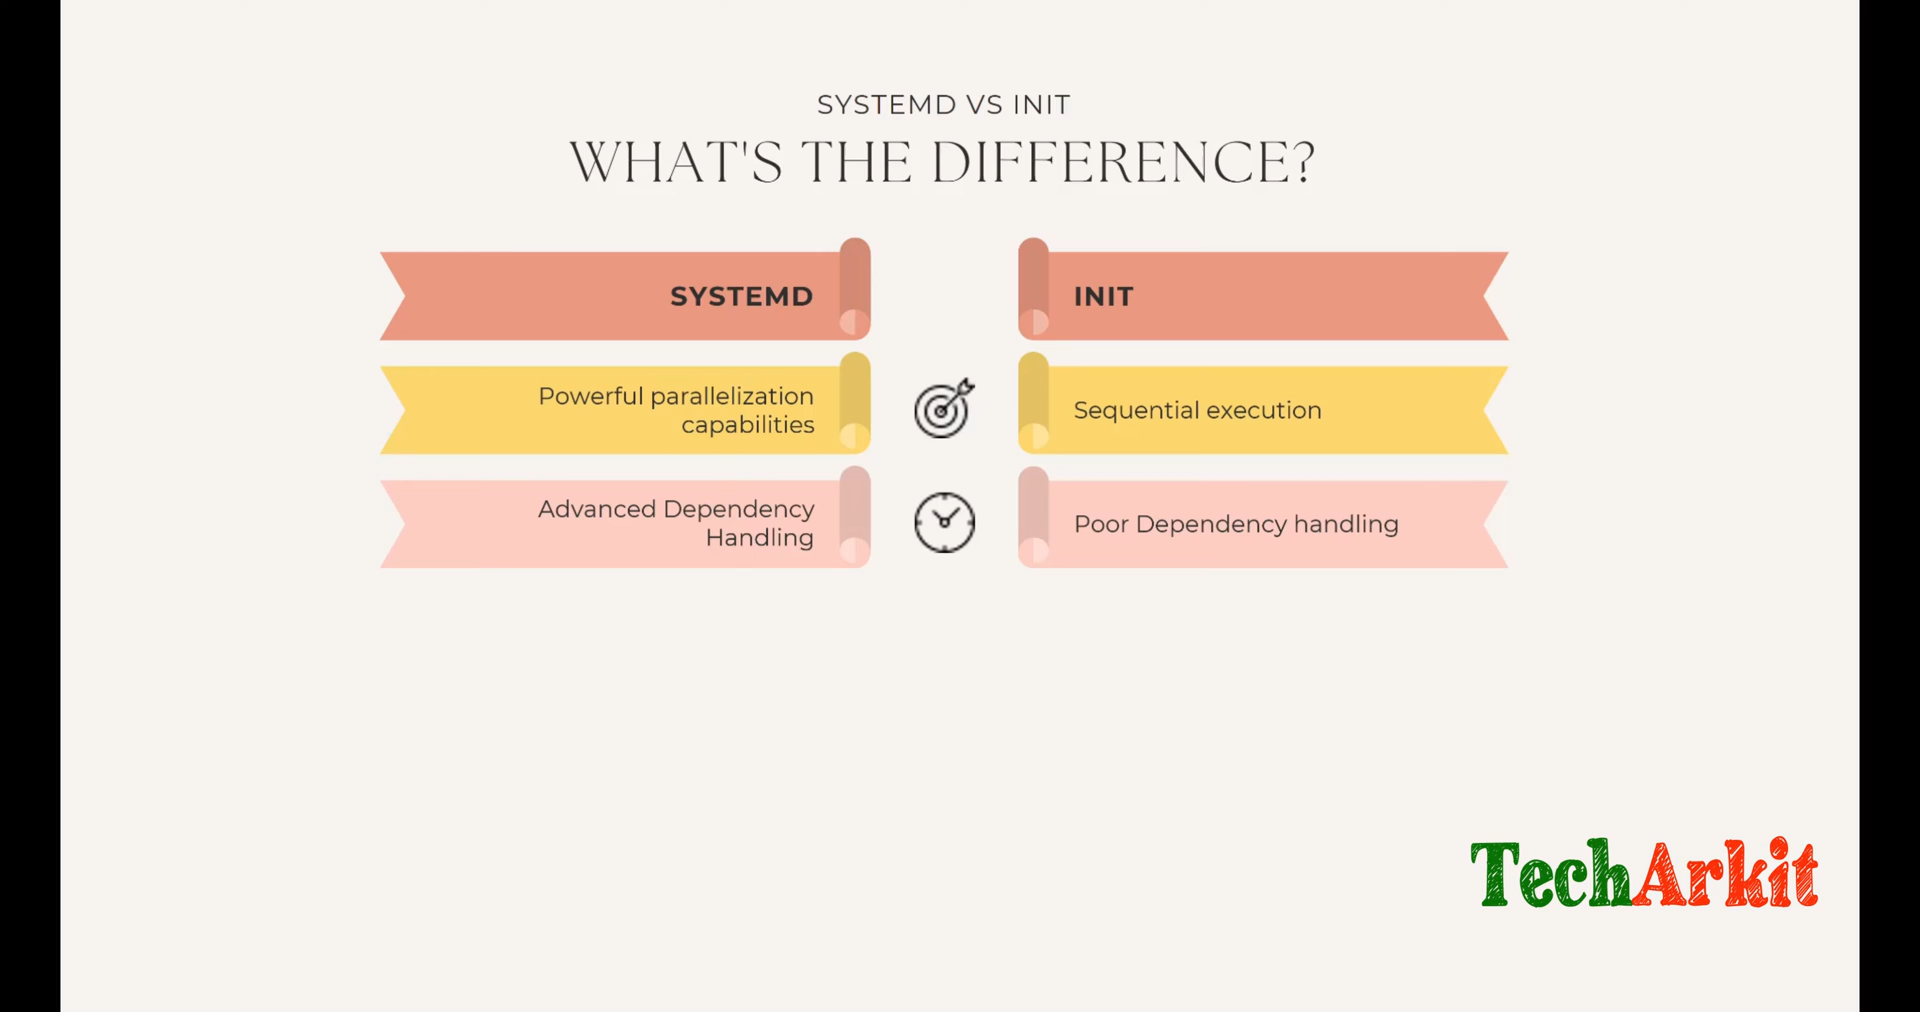 SYSTEMD VS INIT
WHAT'S THE DIFFERENCE?
SYSTEMD
INIT
Powerful parallelization
capabilities
Sequential execution
Advanced Dependency
Handling
Poor Dependency handling
TechArkit